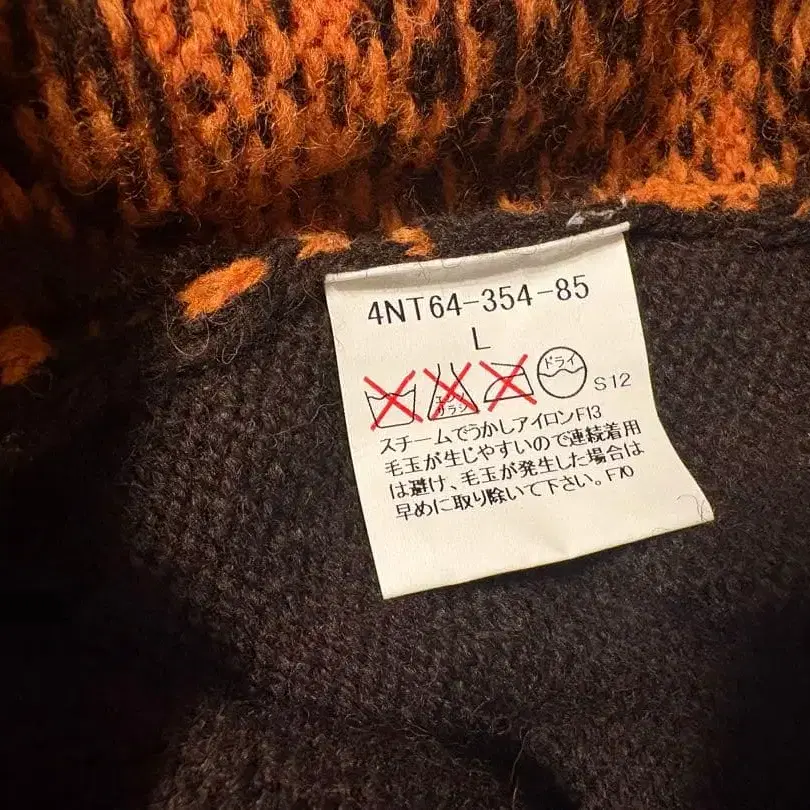 4NT64-354-85
L
エンソ
サラシ
ドライ
S12
スチームでうかしアイロンF13
毛玉が生じやすいので連続着用
は避け、毛玉が発生した場合は
早めに取り除いて下さい。F70